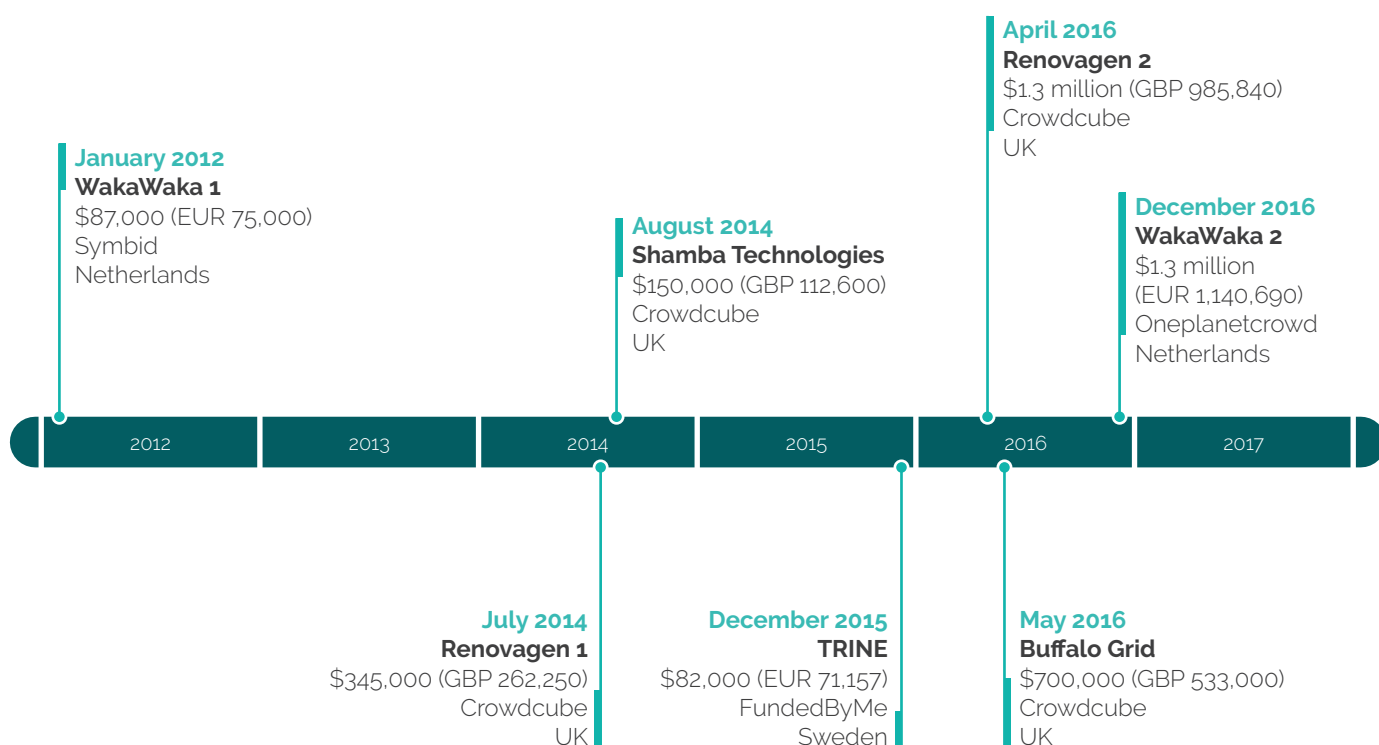 April 2016
Renovagen 2
$1.3 million (GBP 985,840)
Crowdcube
UK
January 2012
WakaWaka 1
$87,000 (EUR 75,000)
Symbid
Netherlands
August 2014
Shamba Technologies
$150,000 (GBP 112,600)
Crowdcube
UK
December 2016
WakaWaka 2
$1.3 million
(EUR 1,140,690)
Oneplanetcrowd
Netherlands
2012
2013
2014
2015
2016
2017
July 2014
Renovagen 1
$345,000 (GBP 262,250)
Crowdcube
UK
December 2015
TRINE
$82,000 (EUR 71,157)
FundedByMe
Sweden
May 2016
Buffalo Grid
$700,000 (GBP 533,000)
Crowdcube
UK